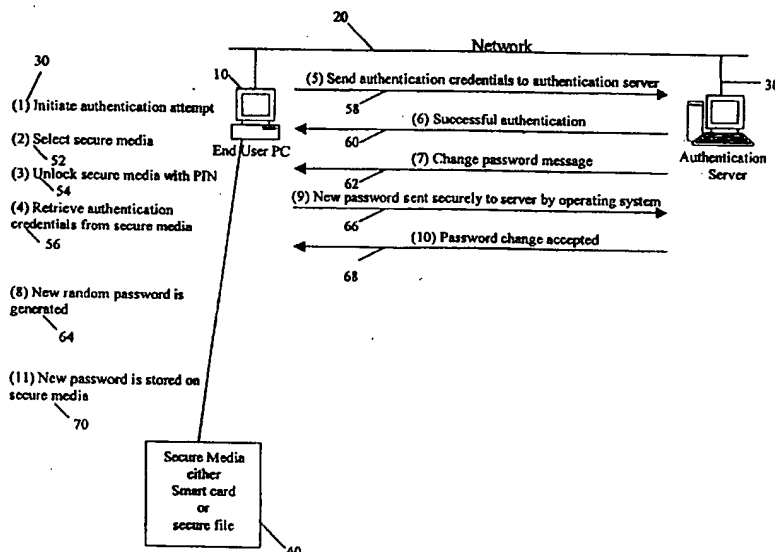 20
Network
30
10
(5) Send authentication credentials to authentication server
30
(1) Initiate authentication attempt
58
(6) Successful authentication
(2) Select secure media
52
End User PC
60
Authentication
Server
(3) Unlock secure media with PIN
54
(7) Change password message
62
(4) Retrieve authentication
credentials from secure media
56
(9) New password sent securely to server by operating system
66
(10) Password change accepted
68
(8) New random password is
generated
64
(11) New password is stored on
secure media
70
Secure Media
either
Smart card
or
secure file
40